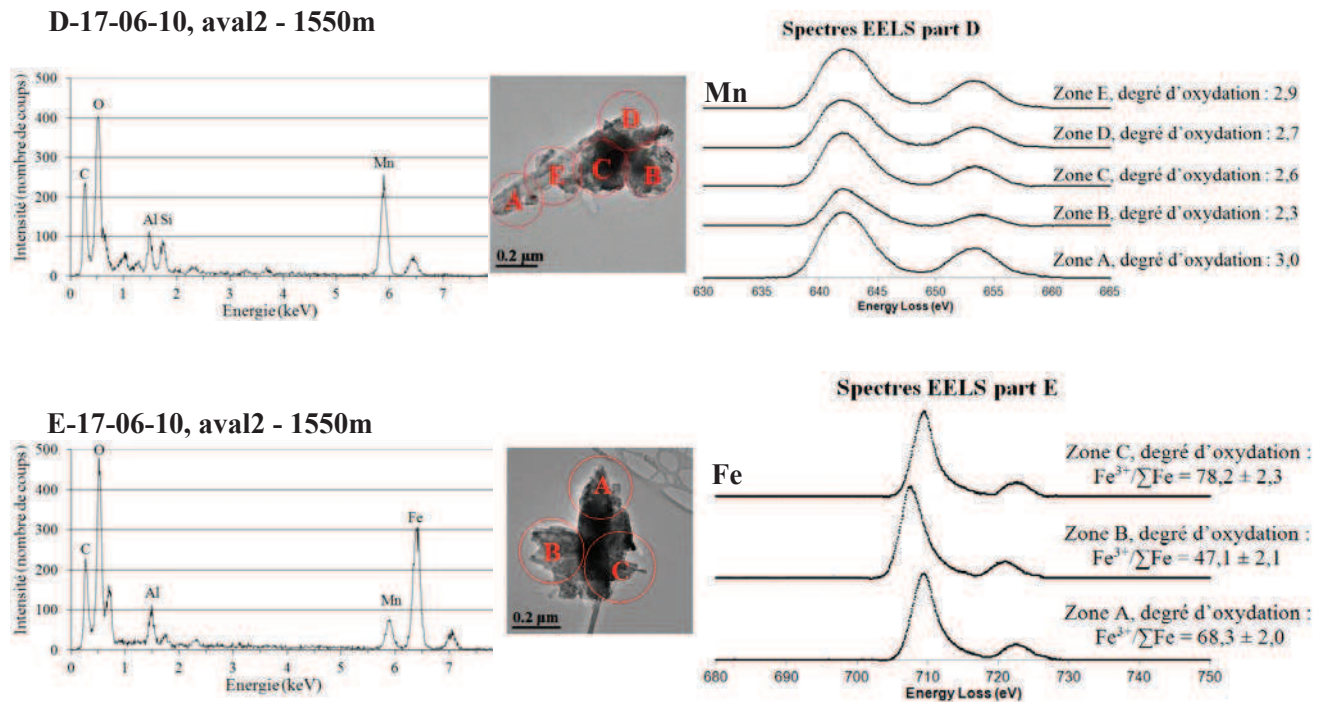 D-17-06-10, aval2 - 1550m
Spectres EELS part D
Intensité (nombre de coups)
500
400
300
200
100
0
C
O
Al Si
Mn
0 1 2 3 4 5 6 7
Energie (keV)
A
E
C
D
B
0.2 µm
Mn
Zone E, degré d'oxydation : 2,9
Zone D, degré d'oxydation : 2,7
Zone C, degré d'oxydation : 2,6
Zone B, degré d'oxydation : 2,3
Zone A, degré d'oxydation : 3,0
630 635 640 645 650 655 660 665
Energy Loss (eV)
E-17-06-10, aval2 - 1550m
Spectres EELS part E
Intensité (nombre de coups)
500
400
300
200
100
0
C
O
Al
Mn
Fe
0 1 2 3 4 5 6 7
Energie (keV)
A
B
C
0.2 µm
Fe
Zone C, degré d'oxydation :
Fe³⁺/∑Fe = 78,2 ± 2,3
Zone B, degré d'oxydation :
Fe³⁺/∑Fe = 47,1 ± 2,1
Zone A, degré d'oxydation :
Fe³⁺/∑Fe = 68,3 ± 2,0
680 690 700 710 720 730 740 750
Energy Loss (eV)